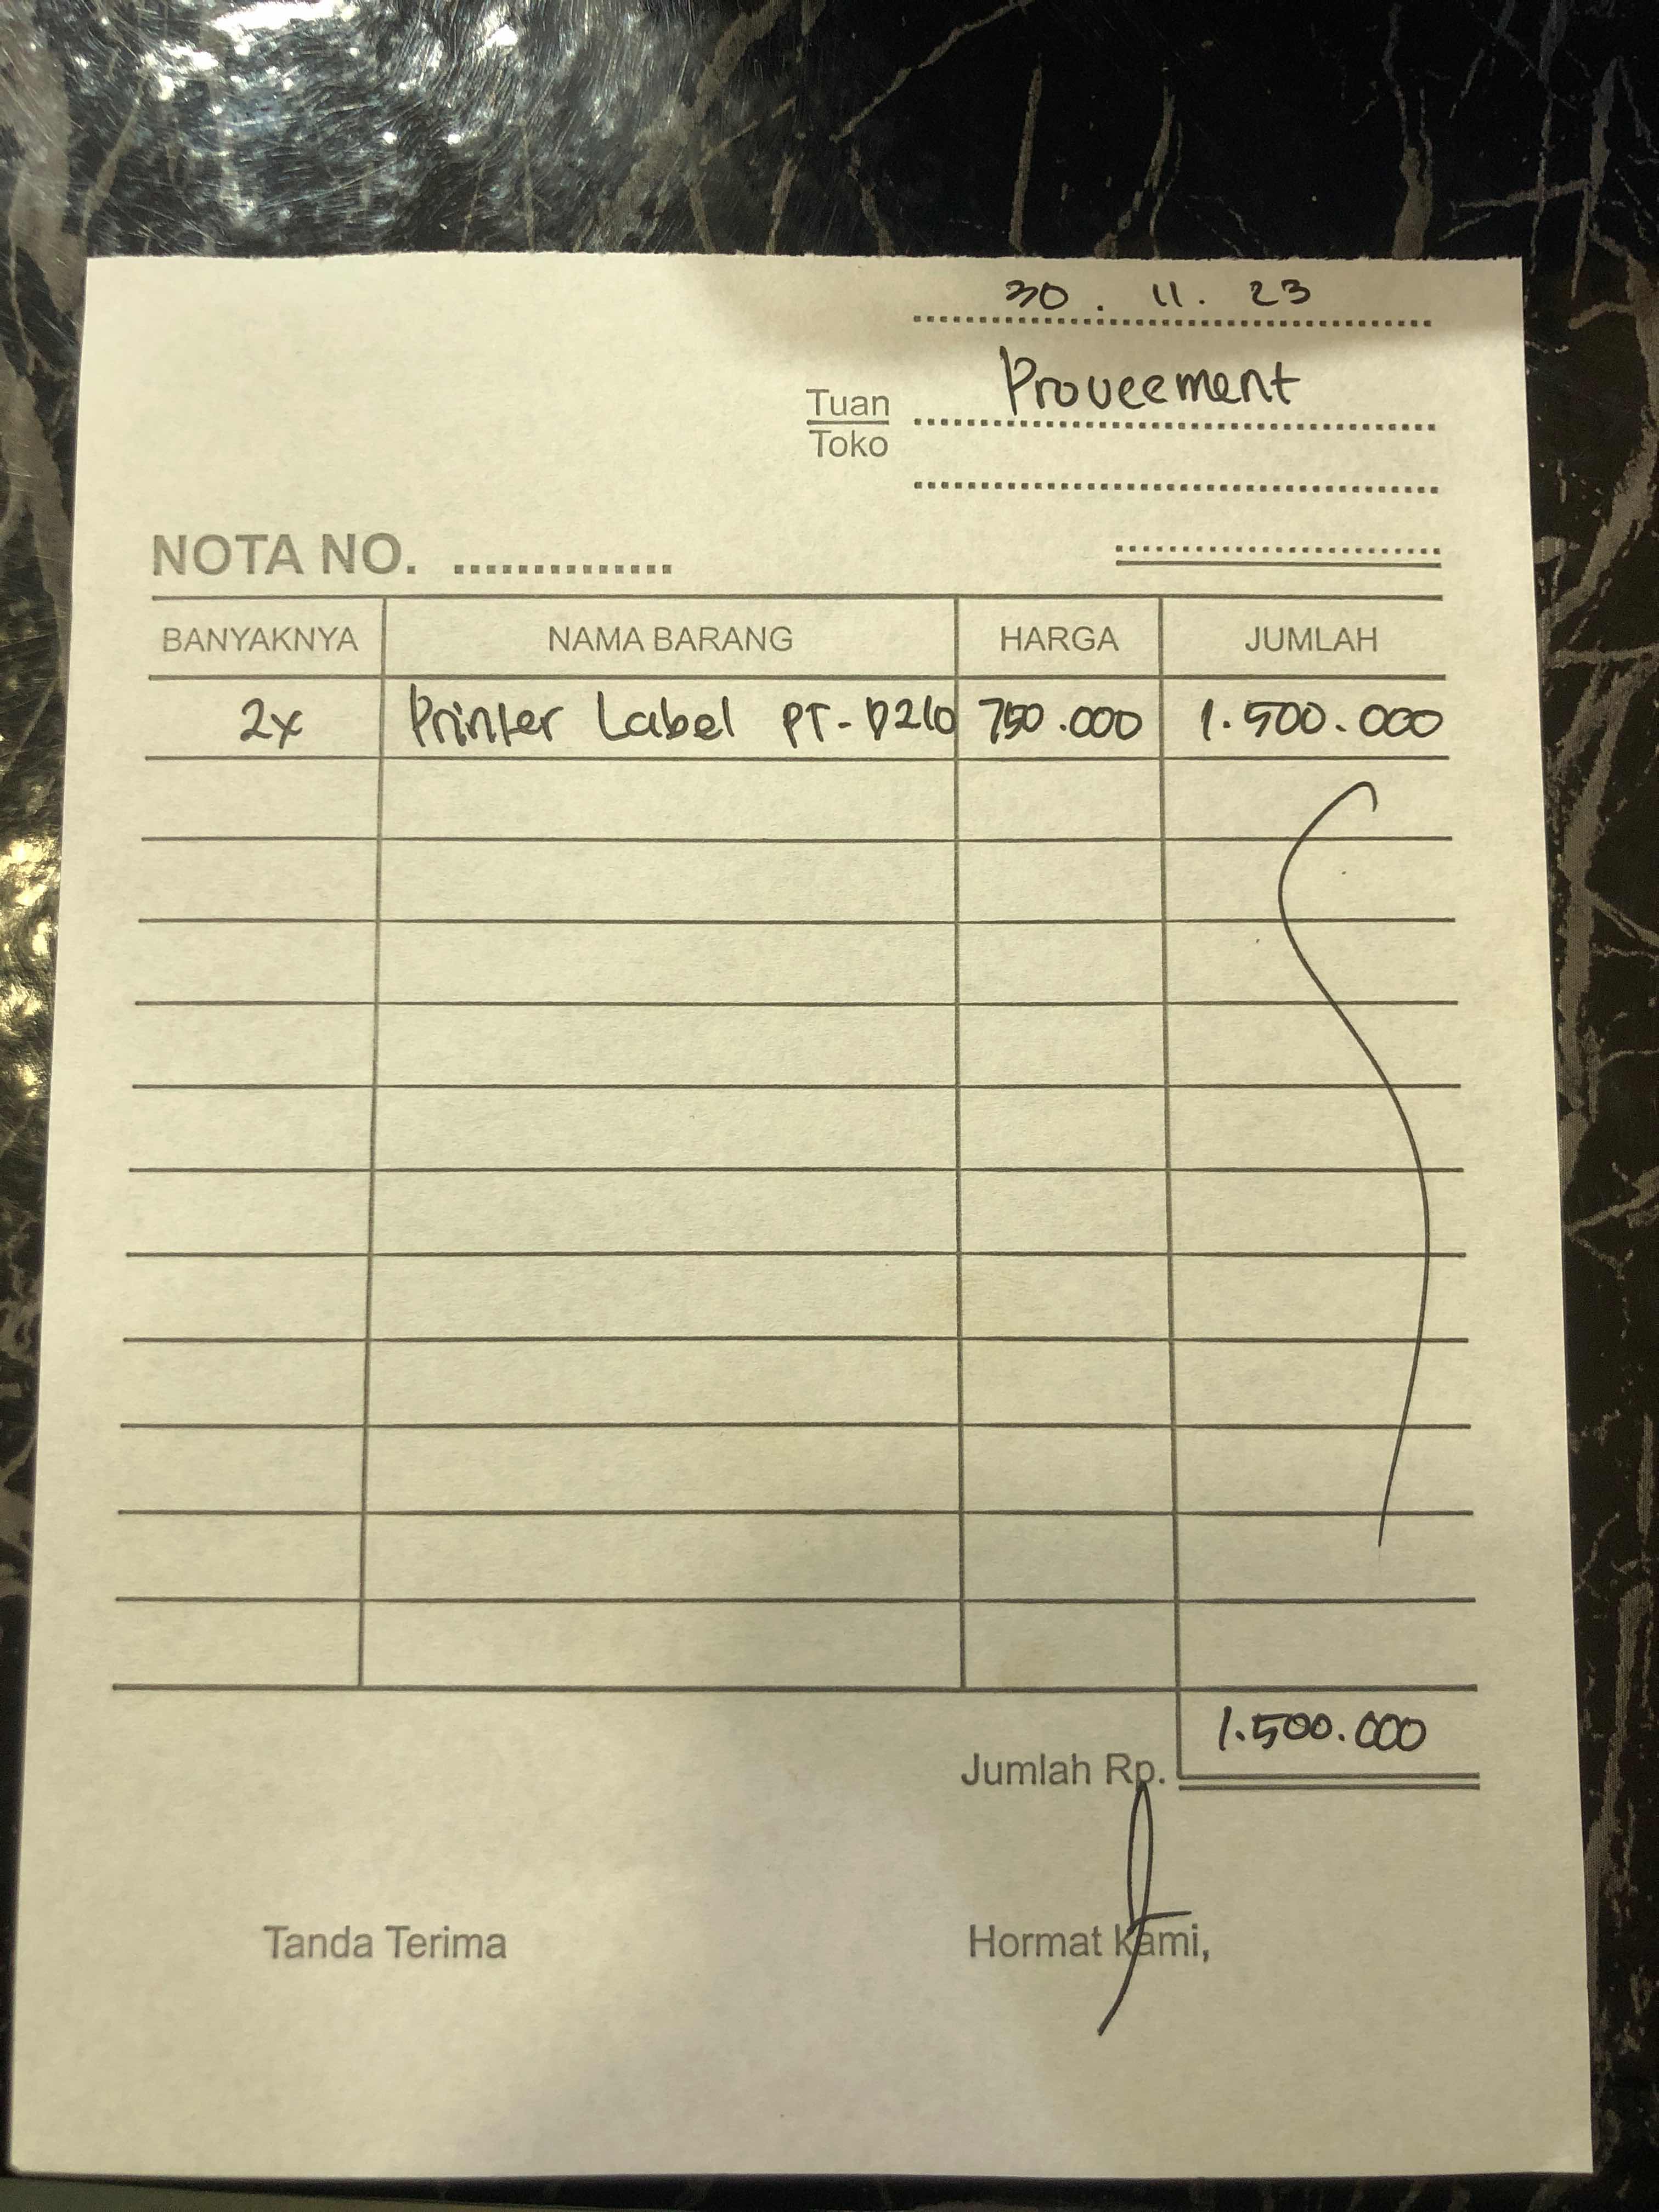 30 . 11 . 23
Tuan Proveement
Toko
NOTA NO. ..............
BANYAKNYA NAMA BARANG HARGA JUMLAH
2x Printer Label PT-D210 750.000 1.500.000
1.500.000
Jumlah Rp.
Tanda Terima Hormat kami,